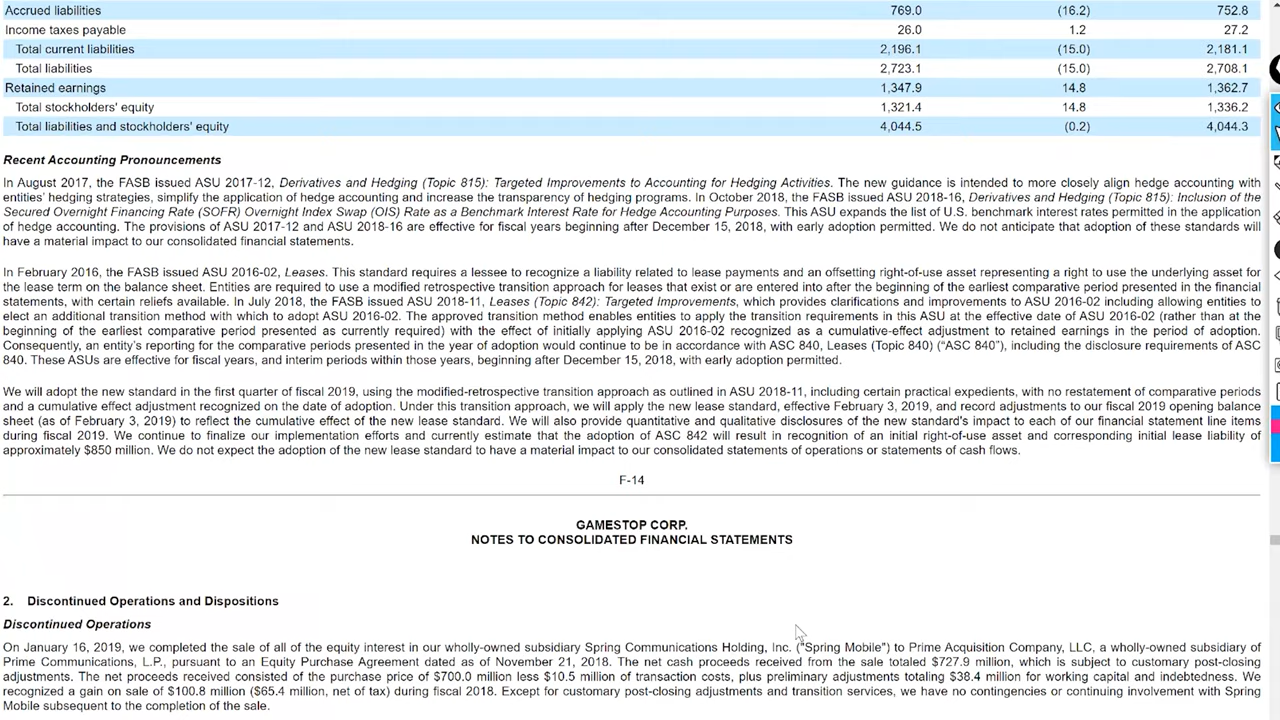 Accrued liabilities 769.0 (16.2) 752.8
Income taxes payable 26.0 1.2 27.2
Total current liabilities 2,196.1 (15.0) 2,181.1
Total liabilities 2,723.1 (15.0) 2,708.1
Retained earnings 1,347.9 14.8 1,362.7
Total stockholders' equity 1,321.4 14.8 1,336.2
Total liabilities and stockholders' equity 4,044.5 (0.2) 4,044.3
Recent Accounting Pronouncements
In August 2017, the FASB issued ASU 2017-12, Derivatives and Hedging (Topic 815): Targeted Improvements to Accounting for Hedging Activities. The new guidance is intended to more closely align hedge accounting with
entities' hedging strategies, simplify the application of hedge accounting and increase the transparency of hedging programs. In October 2018, the FASB issued ASU 2018-16, Derivatives and Hedging (Topic 815): Inclusion of the
Secured Overnight Financing Rate (SOFR) Overnight Index Swap (OIS) Rate as a Benchmark Interest Rate for Hedge Accounting Purposes. This ASU expands the list of U.S. benchmark interest rates permitted in the application
of hedge accounting. The provisions of ASU 2017-12 and ASU 2018-16 are effective for fiscal years beginning after December 15, 2018, with early adoption permitted. We do not anticipate that adoption of these standards will
have a material impact to our consolidated financial statements.
In February 2016, the FASB issued ASU 2016-02, Leases. This standard requires a lessee to recognize a liability related to lease payments and an offsetting right-of-use asset representing a right to use the underlying asset for
the lease term on the balance sheet. Entities are required to use a modified retrospective transition approach for leases that exist or are entered into after the beginning of the earliest comparative period presented in the financial
statements, with certain reliefs available. In July 2018, the FASB issued ASU 2018-11, Leases (Topic 842): Targeted Improvements, which provides clarifications and improvements to ASU 2016-02 including allowing entities to
elect an additional transition method with which to adopt ASU 2016-02. The approved transition method enables entities to apply the transition requirements in this ASU at the effective date of ASU 2016-02 (rather than at the
beginning of the earliest comparative period presented as currently required) with the effect of initially applying ASU 2016-02 recognized as a cumulative-effect adjustment to retained earnings in the period of adoption.
Consequently, an entity's reporting for the comparative periods presented in the year of adoption would continue to be in accordance with ASC 840, Leases (Topic 840) ("ASC 840"), including the disclosure requirements of ASC
840. These ASUs are effective for fiscal years, and interim periods within those years, beginning after December 15, 2018, with early adoption permitted.
We will adopt the new standard in the first quarter of fiscal 2019, using the modified-retrospective transition approach as outlined in ASU 2018-11, including certain practical expedients, with no restatement of comparative periods
and a cumulative effect adjustment recognized on the date of adoption. Under this transition approach, we will apply the new lease standard, effective February 3, 2019, and record adjustments to our fiscal 2019 opening balance
sheet (as of February 3, 2019) to reflect the cumulative effect of the new lease standard. We will also provide quantitative and qualitative disclosures of the new standard's impact to each of our financial statement line items
during fiscal 2019. We continue to finalize our implementation efforts and currently estimate that the adoption of ASC 842 will result in recognition of an initial right-of-use asset and corresponding initial lease liability of
approximately $850 million. We do not expect the adoption of the new lease standard to have a material impact to our consolidated statements of operations or statements of cash flows.
F-14
GAMESTOP CORP.
NOTES TO CONSOLIDATED FINANCIAL STATEMENTS
2. Discontinued Operations and Dispositions
Discontinued Operations
On January 16, 2019, we completed the sale of all of the equity interest in our wholly-owned subsidiary Spring Communications Holding, Inc. ("Spring Mobile") to Prime Acquisition Company, LLC, a wholly-owned subsidiary of
Prime Communications, L.P., pursuant to an Equity Purchase Agreement dated as of November 21, 2018. The net cash proceeds received from the sale totaled $727.9 million, which is subject to customary post-closing
adjustments. The net proceeds received consisted of the purchase price of $700.0 million less $10.5 million of transaction costs, plus preliminary adjustments totaling $38.4 million for working capital and indebtedness. We
recognized a gain on sale of $100.8 million ($65.4 million, net of tax) during fiscal 2018. Except for customary post-closing adjustments and transition services, we have no contingencies or continuing involvement with Spring
Mobile subsequent to the completion of the sale.